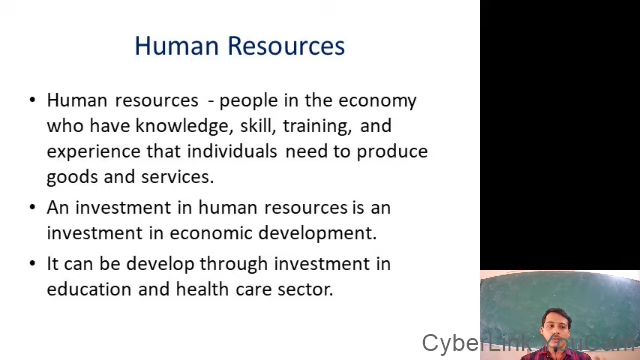 Human Resources
• Human resources - people in the economy
who have knowledge, skill, training, and
experience that individuals need to produce
goods and services.
• An investment in human resources is an
investment in economic development.
• It can be develop through investment in
education and health care sector.
CyberLink